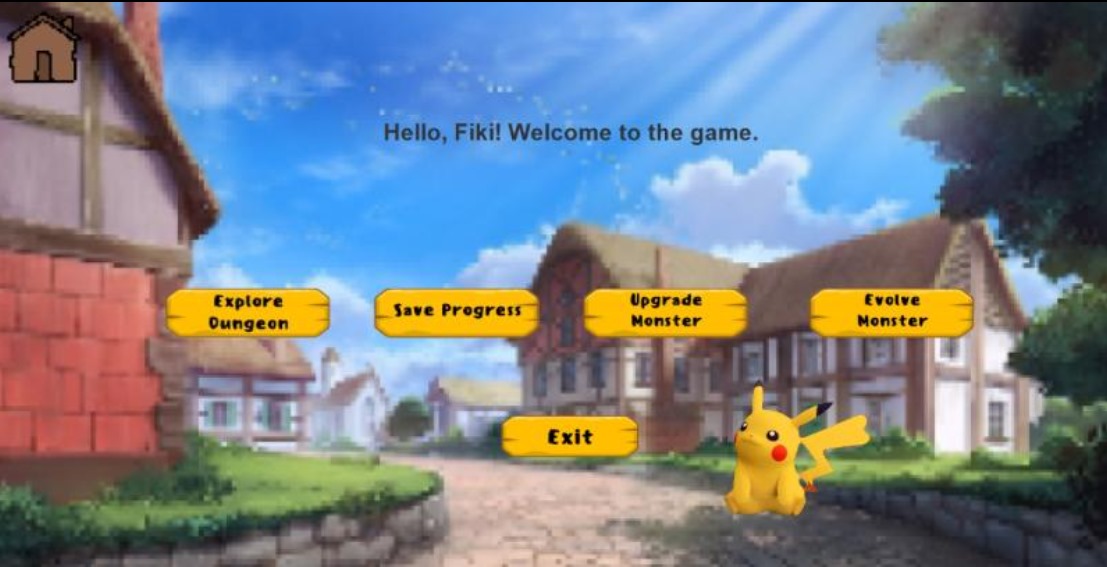 Hello, Fiki! Welcome to the game.
Explore
Dungeon
Save Progress
Upgrade
Monster
Evolve
Monster
Exit